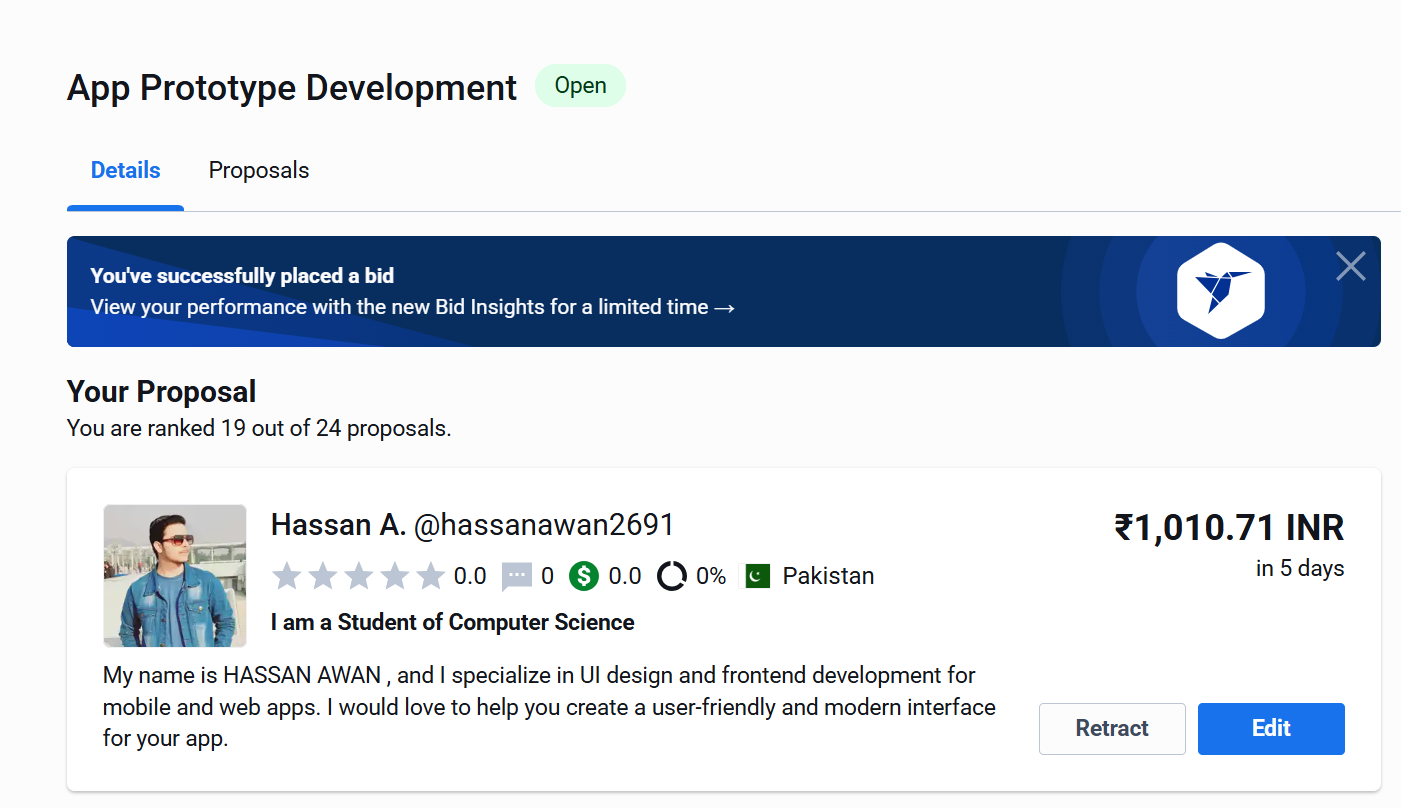 App Prototype Development Open
Details Proposals
You've successfully placed a bid
View your performance with the new Bid Insights for a limited time →
Your Proposal
You are ranked 19 out of 24 proposals.
Hassan A. @hassanawan2691
₹1,010.71 INR
in 5 days
0.0 0 0.0 0% Pakistan
I am a Student of Computer Science
My name is HASSAN AWAN , and I specialize in UI design and frontend development for
mobile and web apps. I would love to help you create a user-friendly and modern interface
for your app.
Retract Edit